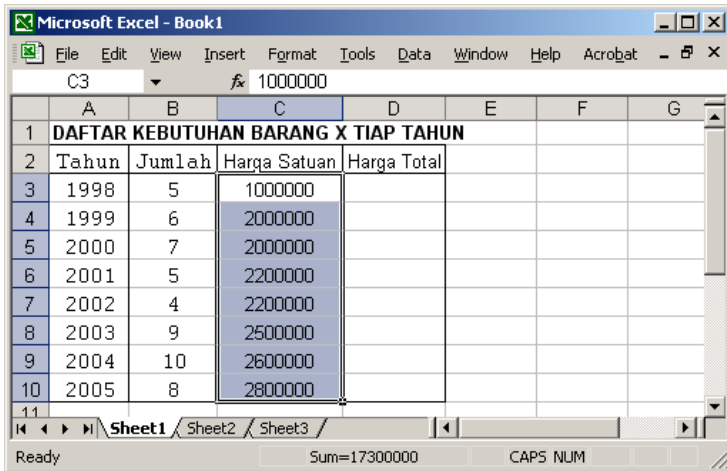 Microsoft Excel - Book1
File Edit View Insert Format Tools Data Window Help Acrobat
C3 fx 1000000
A B C D E F G
1 DAFTAR KEBUTUHAN BARANG X TIAP TAHUN
2 Tahun Jumlah Harga Satuan Harga Total
3 1998 5 1000000
4 1999 6 2000000
5 2000 7 2000000
6 2001 5 2200000
7 2002 4 2200000
8 2003 9 2500000
9 2004 10 2600000
10 2005 8 2800000
11
Sheet1 Sheet2 Sheet3
Ready Sum=17300000 CAPS NUM